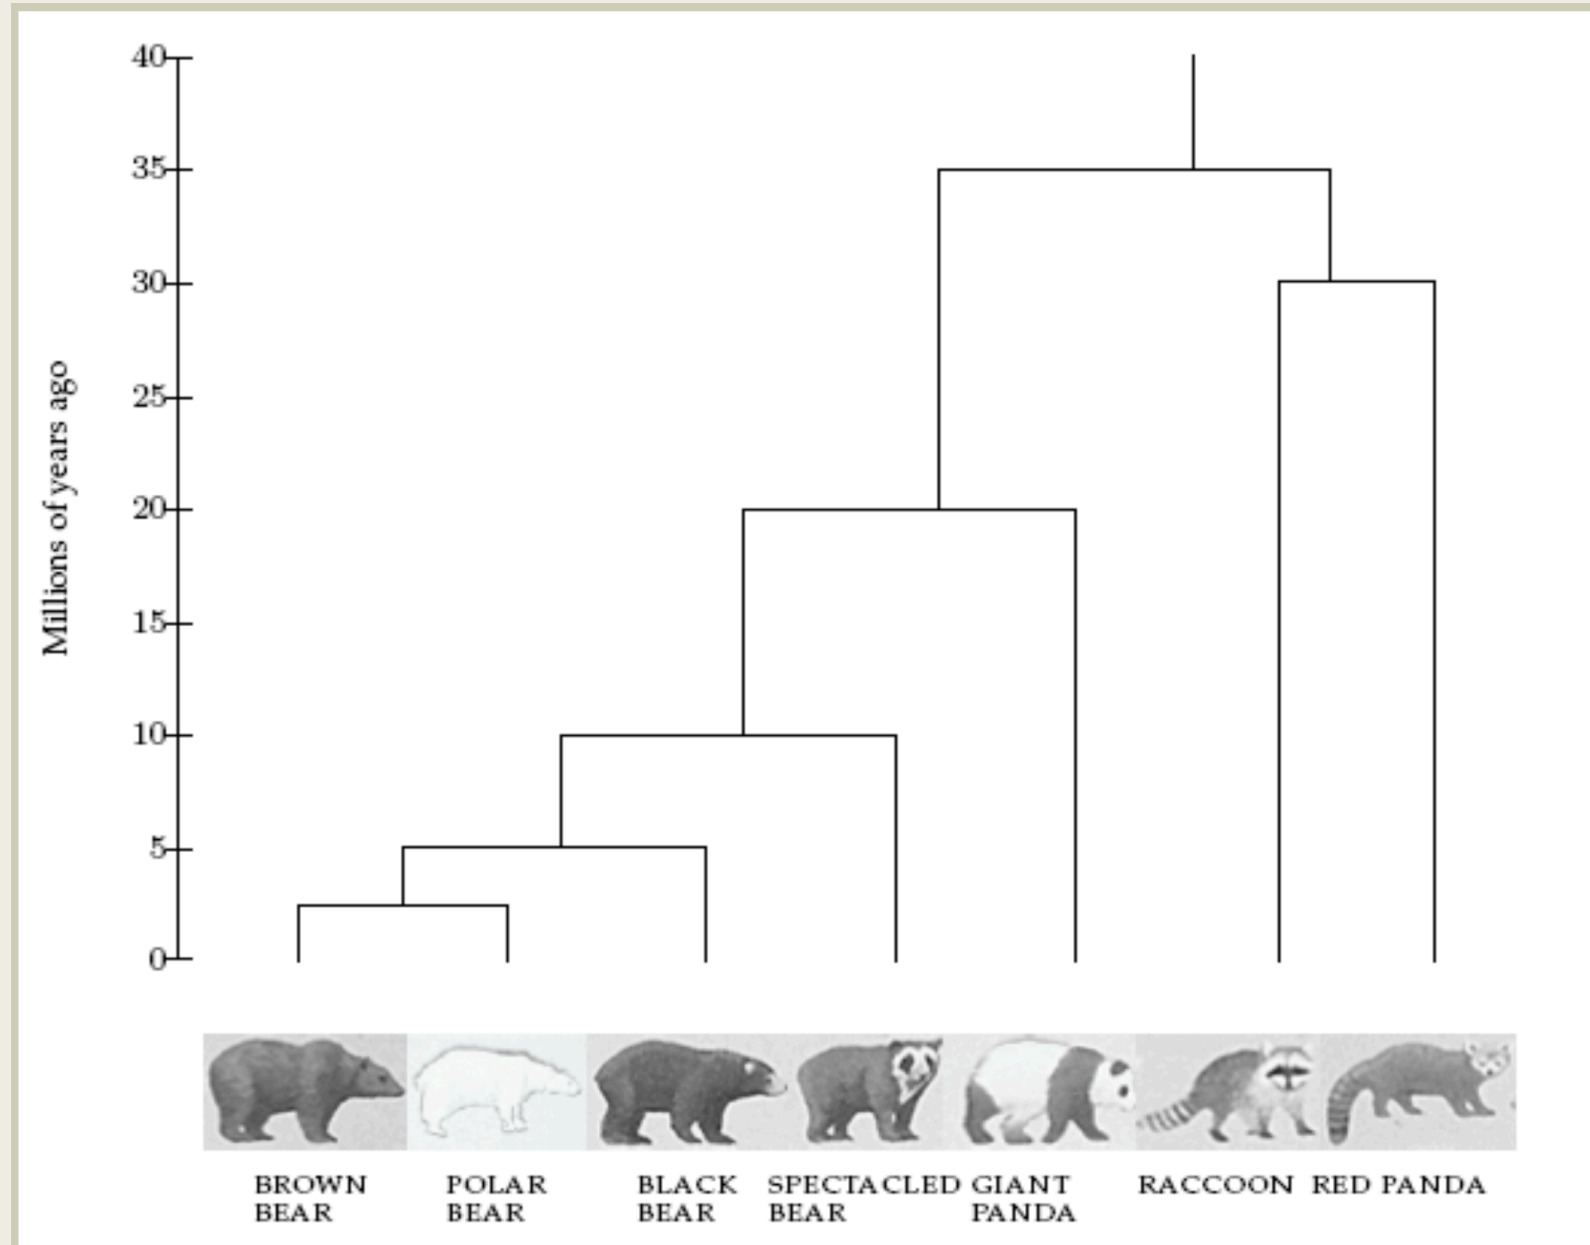 40
35
30
25
20
15
10
5
0
Millions of years ago
BROWN BEAR
POLAR BEAR
BLACK BEAR
SPECTACLED BEAR
GIANT PANDA
RACCOON
RED PANDA